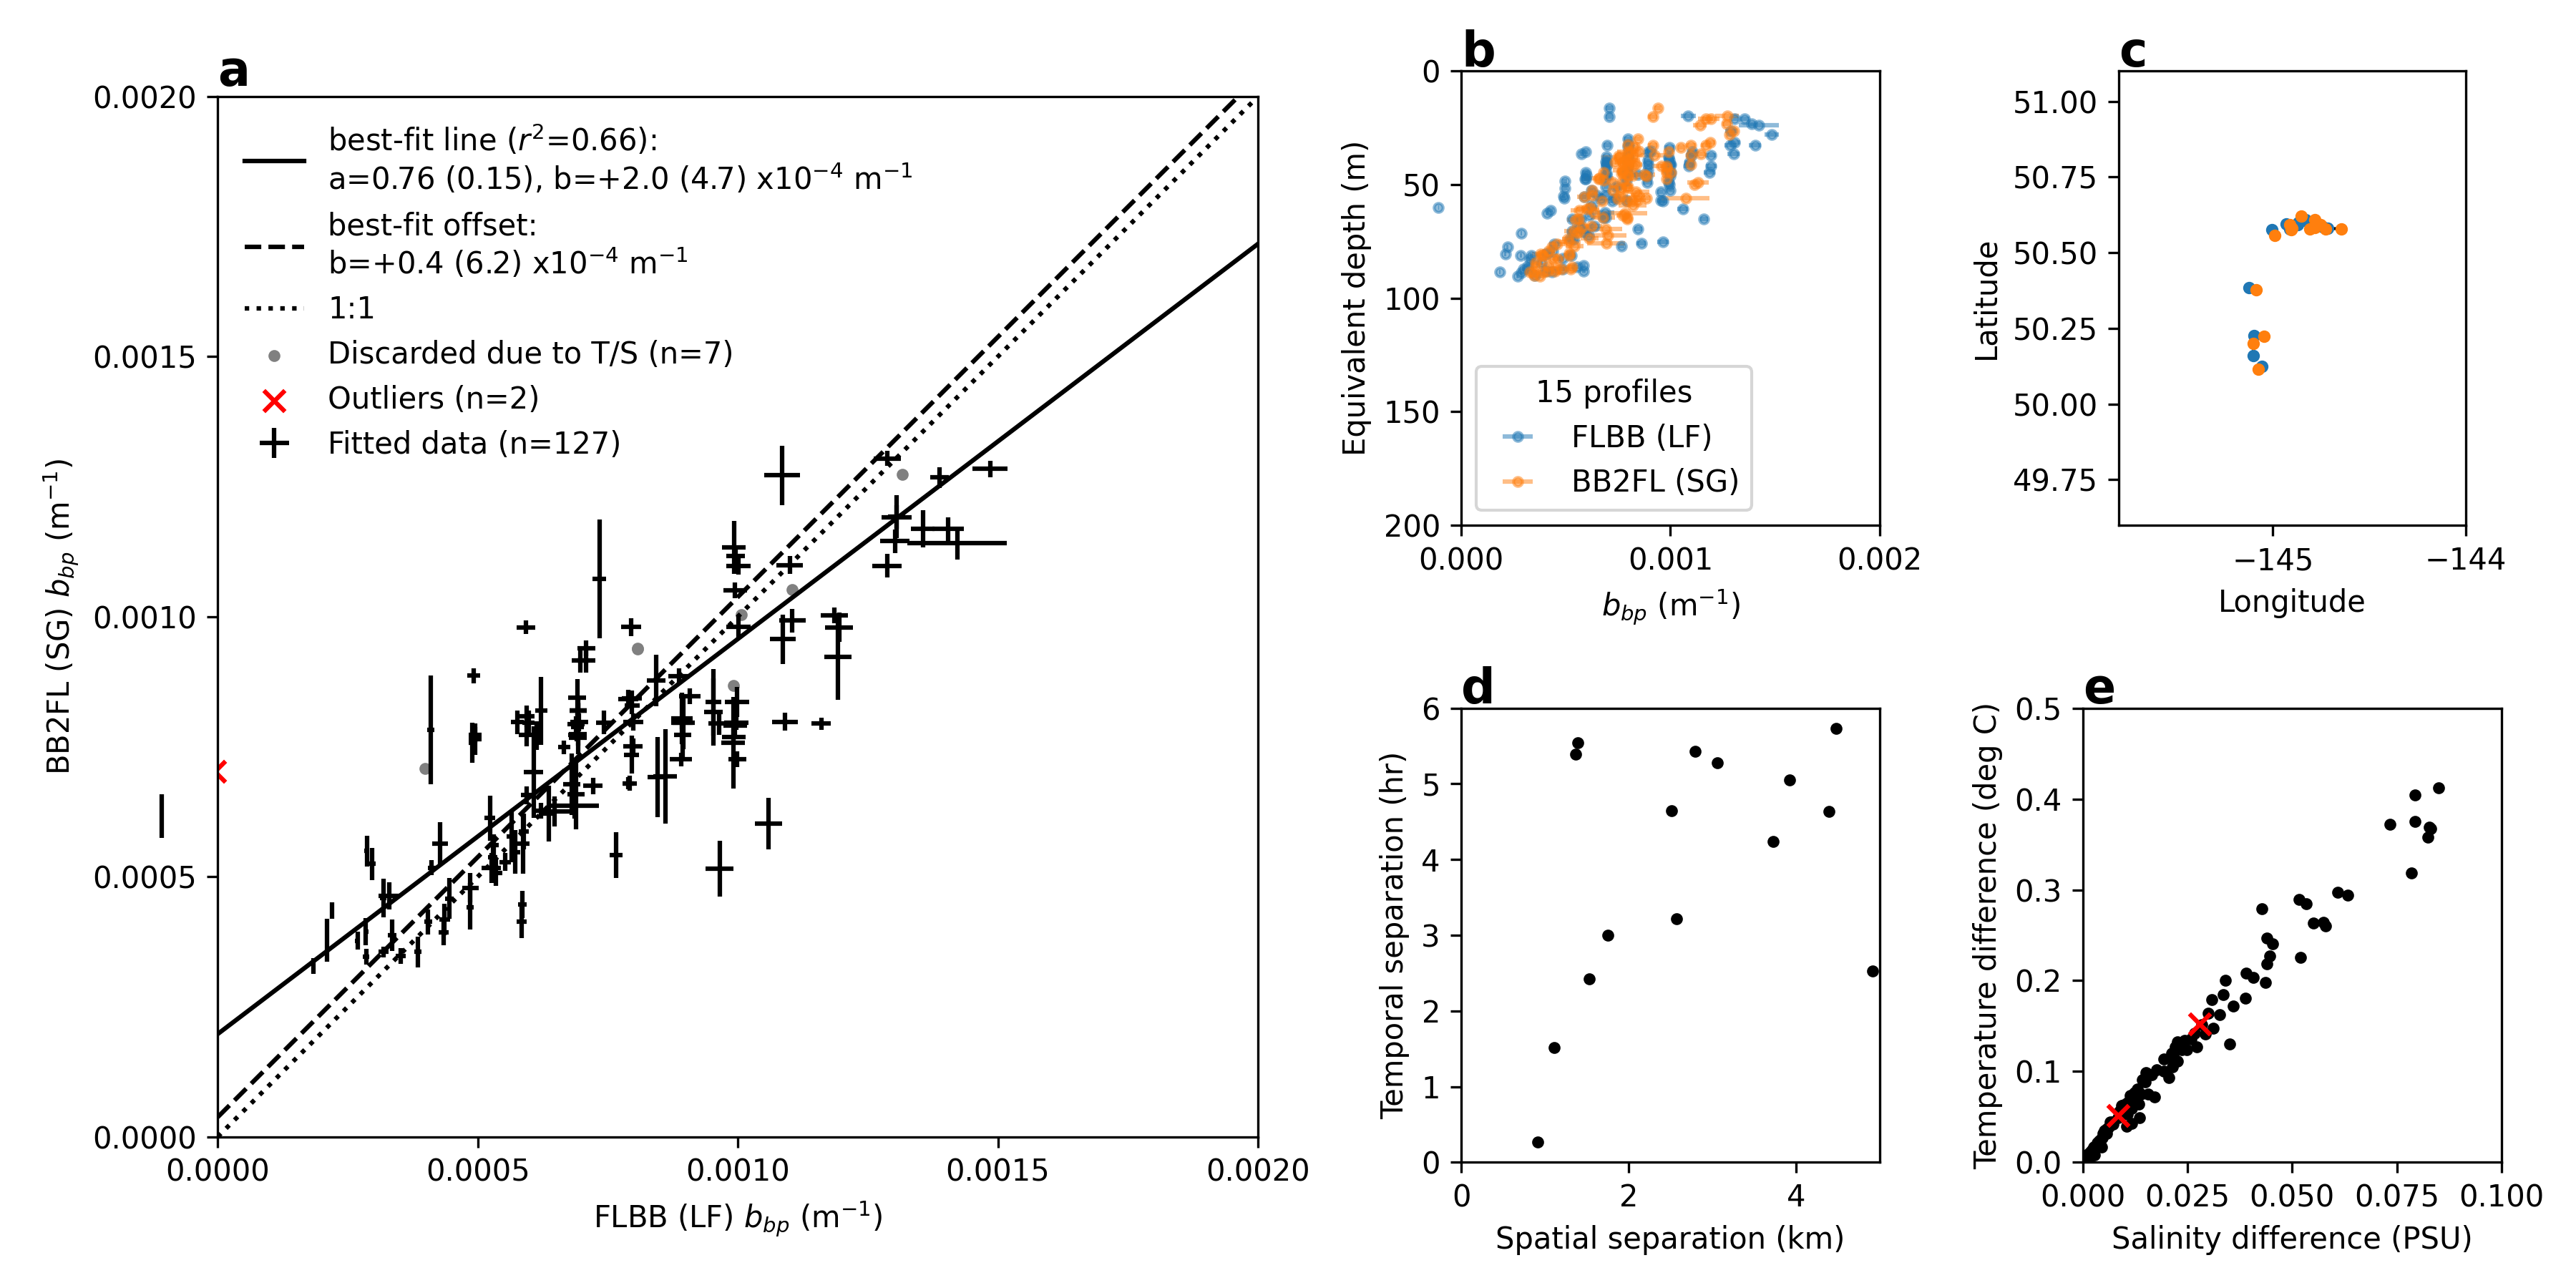 a
0.0020
0.0015
0.0010
0.0005
0.0000
0.0000 0.0005 0.0010 0.0015 0.0020
BB2FL (SG) b_bp (m⁻¹)
FLBB (LF) b_bp (m⁻¹)
best-fit line (r²=0.66):
a=0.76 (0.15), b=+2.0 (4.7) x10⁻⁴ m⁻¹
best-fit offset:
b=+0.4 (6.2) x10⁻⁴ m⁻¹
1:1
Discarded due to T/S (n=7)
Outliers (n=2)
Fitted data (n=127)
b
0
50
100
150
200
0.000 0.001 0.002
Equivalent depth (m)
b_bp (m⁻¹)
15 profiles
FLBB (LF)
BB2FL (SG)
c
51.00
50.75
50.50
50.25
50.00
49.75
−145 −144
Latitude
Longitude
d
6
5
4
3
2
1
0
0 2 4
Temporal separation (hr)
Spatial separation (km)
e
0.5
0.4
0.3
0.2
0.1
0.0
0.000 0.025 0.050 0.075 0.100
Temperature difference (deg C)
Salinity difference (PSU)